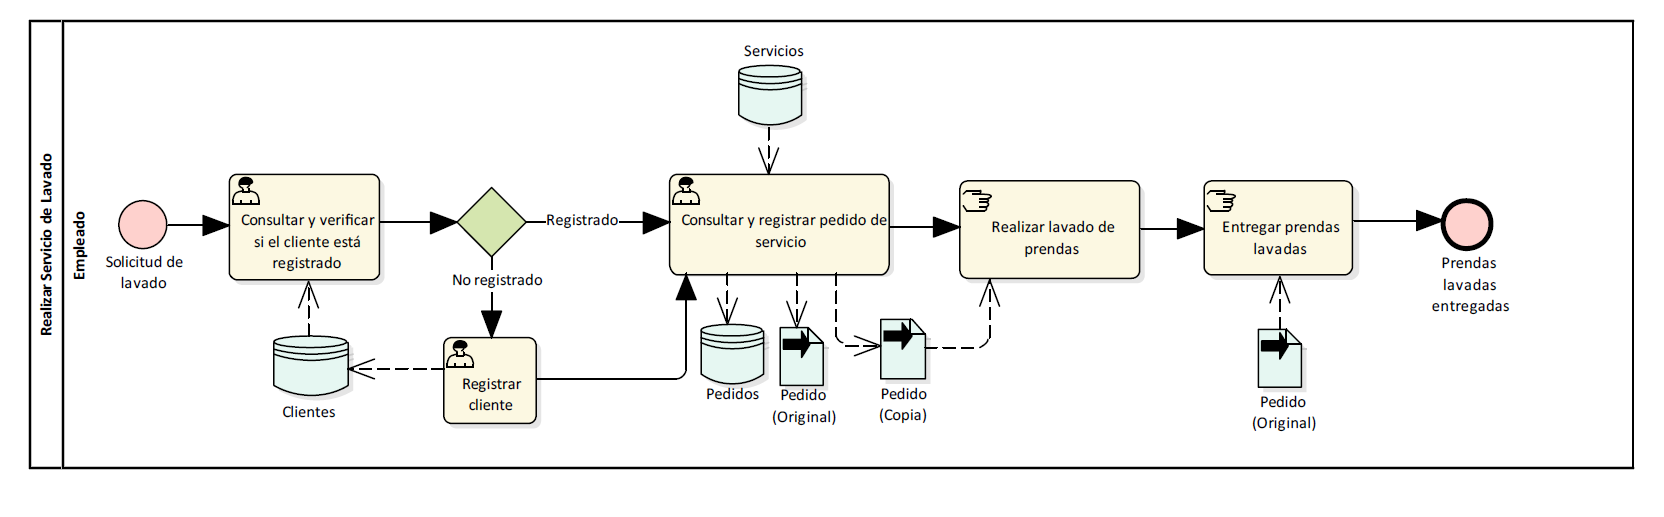 Realizar Servicio de Lavado
Empleado
Solicitud de
lavado
Consultar y verificar
si el cliente está
registrado
Clientes
Registrado
No registrado
Registrar
cliente
Servicios
Consultar y registrar pedido de
servicio
Pedidos
Pedido
(Original)
Pedido
(Copia)
Realizar lavado de
prendas
Entregar prendas
lavadas
Pedido
(Original)
Prendas
lavadas
entregadas